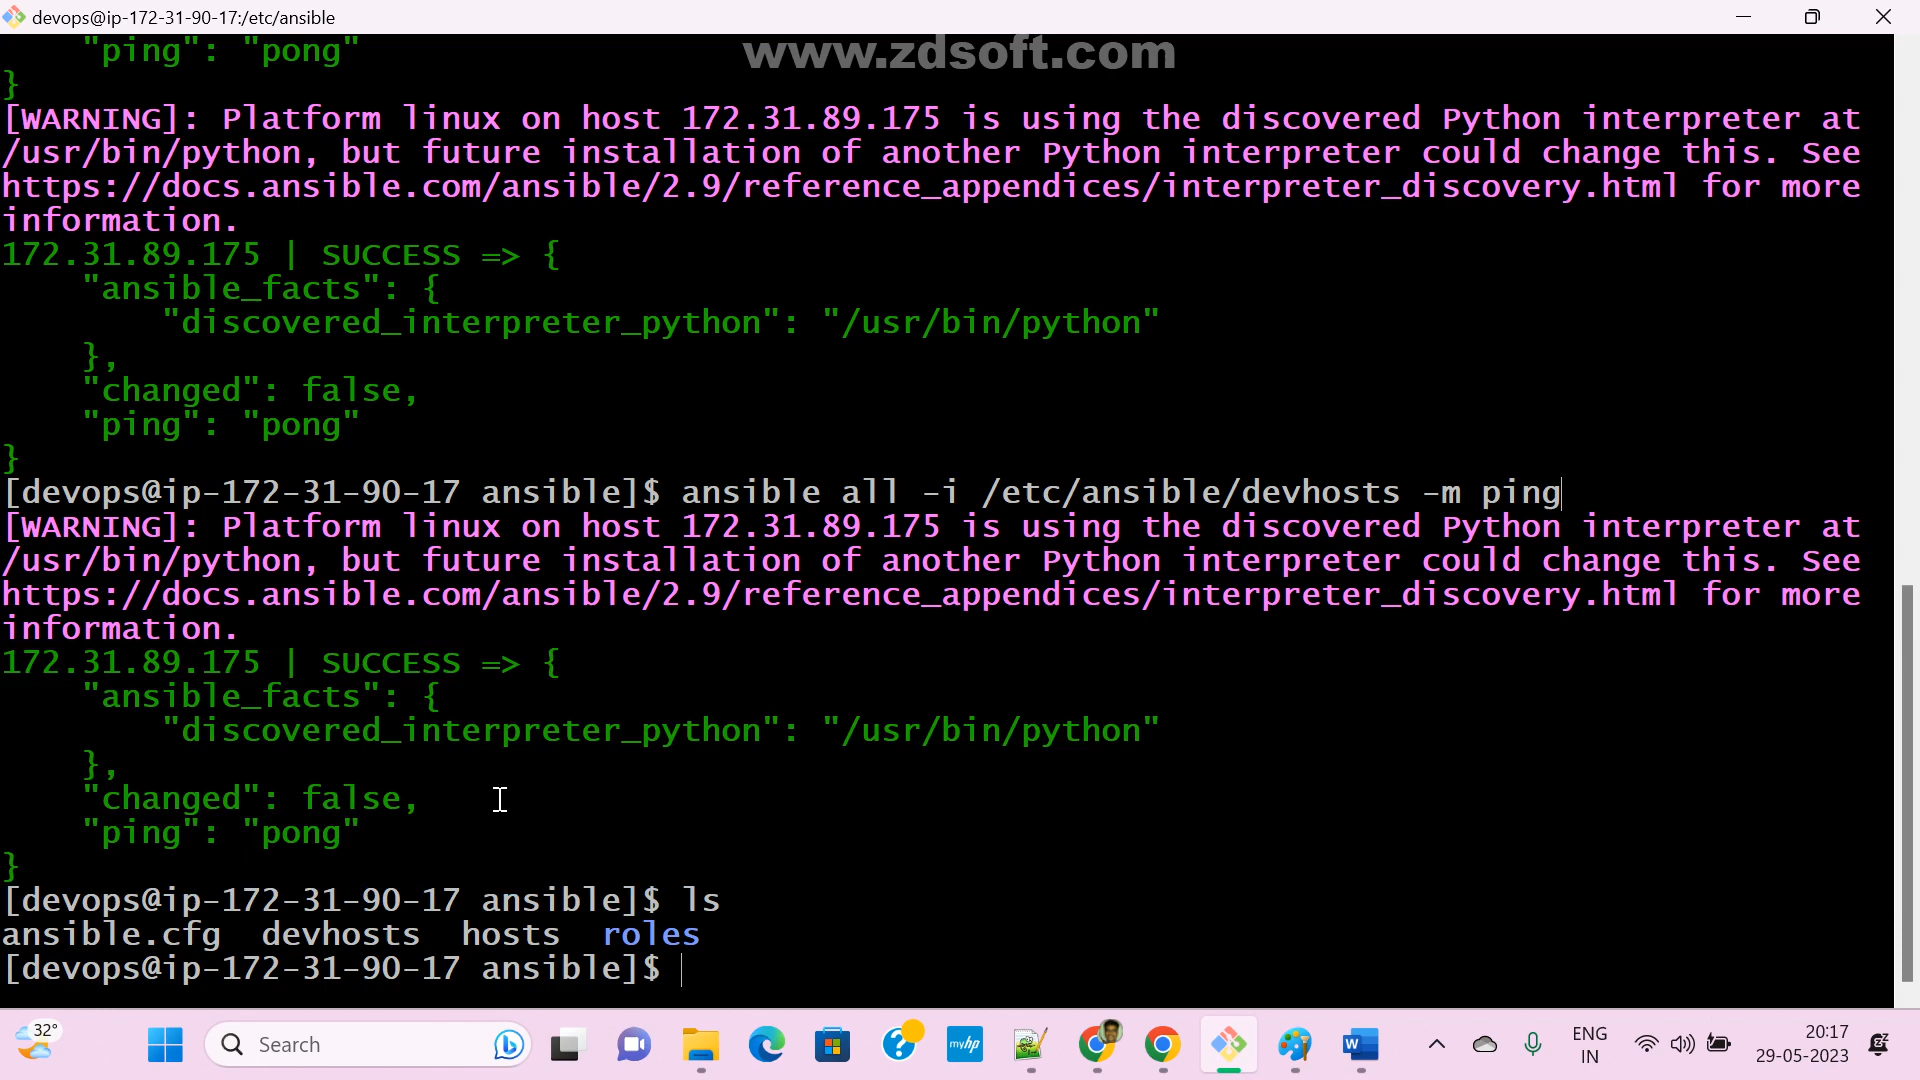 devops@ip-172-31-90-17:/etc/ansible
www.zdsoft.com
"ping": "pong"
}
[WARNING]: Platform linux on host 172.31.89.175 is using the discovered Python interpreter at
/usr/bin/python, but future installation of another Python interpreter could change this. See
https://docs.ansible.com/ansible/2.9/reference_appendices/interpreter_discovery.html for more
information.
172.31.89.175 | SUCCESS => {
"ansible_facts": {
"discovered_interpreter_python": "/usr/bin/python"
},
"changed": false,
"ping": "pong"
}
[devops@ip-172-31-90-17 ansible]$ ansible all -i /etc/ansible/devhosts -m ping
[WARNING]: Platform linux on host 172.31.89.175 is using the discovered Python interpreter at
/usr/bin/python, but future installation of another Python interpreter could change this. See
https://docs.ansible.com/ansible/2.9/reference_appendices/interpreter_discovery.html for more
information.
172.31.89.175 | SUCCESS => {
"ansible_facts": {
"discovered_interpreter_python": "/usr/bin/python"
},
"changed": false,
"ping": "pong"
}
[devops@ip-172-31-90-17 ansible]$ ls
ansible.cfg devhosts hosts roles
[devops@ip-172-31-90-17 ansible]$
32°
Search
myhp
W
ENG
IN
20:17
29-05-2023